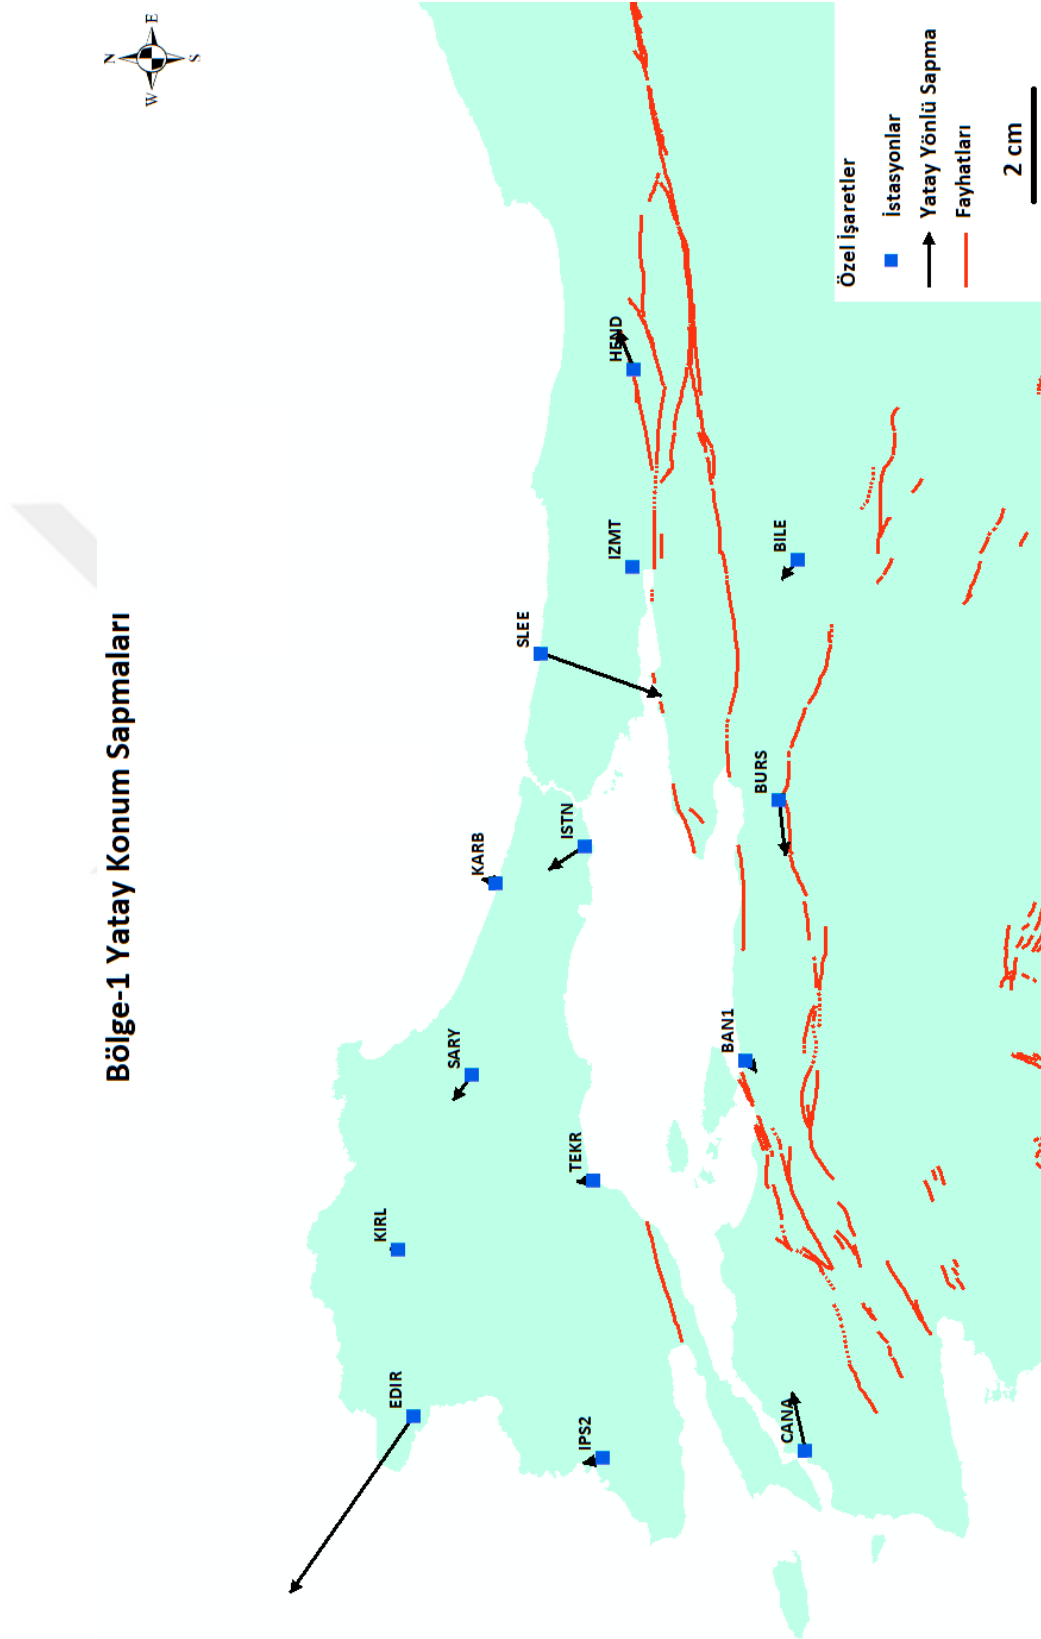 Bölge-1 Yatay Konum Sapmaları
N
W
E
S
EDIR
KIRL
SARY
KARB
SLEE
IPS2
TEKR
ISTN
IZMT
HEND
CANA
BAN1
BURS
BILE
Özel İşaretler
İstasyonlar
Yatay Yönlü Sapma
Fayhatları
2 cm